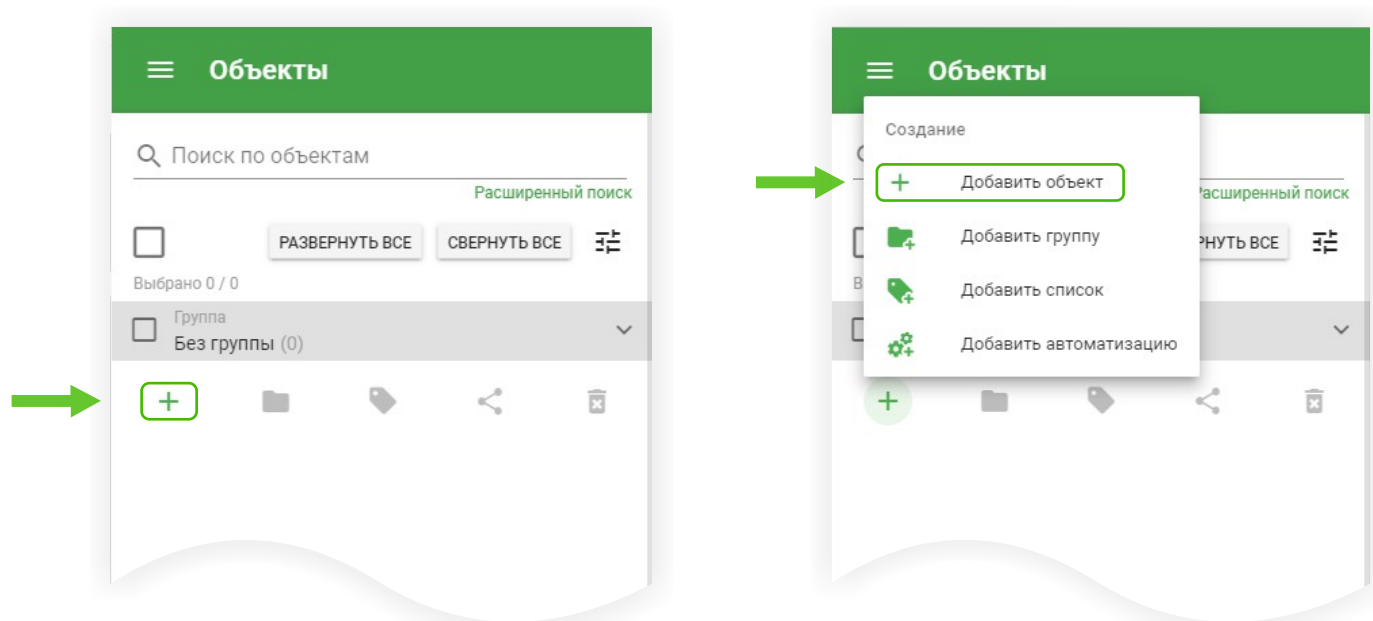 Объекты
Поиск по объектам
Расширенный поиск
РАЗВЕРНУТЬ ВСЕ СВЕРНУТЬ ВСЕ
Выбрано 0 / 0
Группа
Без группы (0)
Объекты
Создание
Добавить объект
Расширенный поиск
Добавить группу
РНУТЬ ВСЕ
В
Добавить список
Добавить автоматизацию